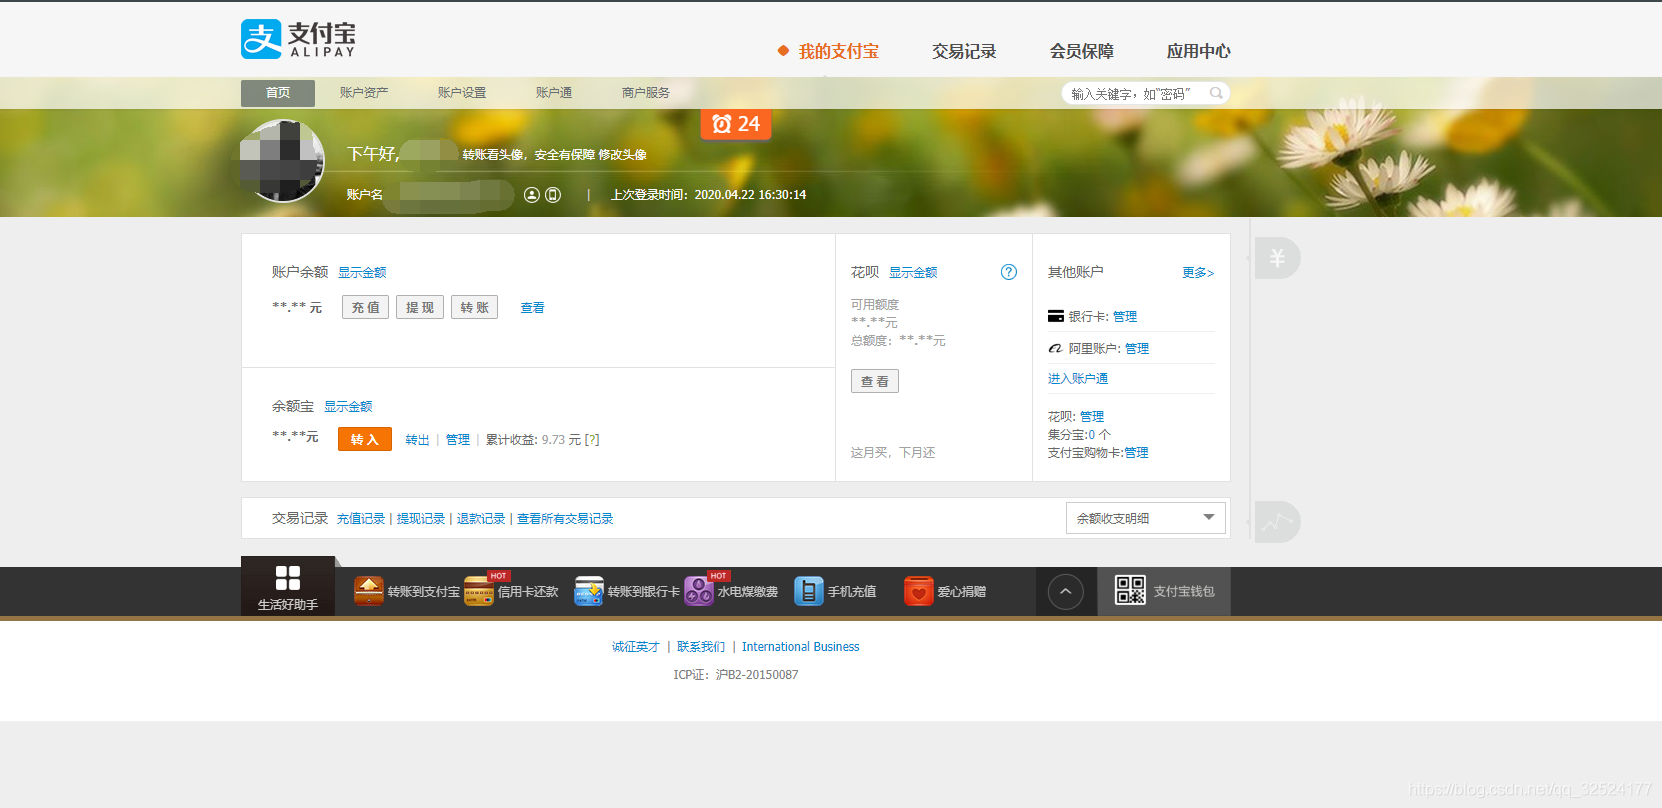 支付宝
ALIPAY
我的支付宝 交易记录 会员保障 应用中心
首页 账户资产 账户设置 账户通 商户服务 输入关键字，如“密码”
24
下午好, 转账看头像，安全有保障 修改头像
账户名 | 上次登录时间：2020.04.22 16:30:14
账户余额 显示金额
**.** 元 充 值 提 现 转 账 查看
余额宝 显示金额
**.**元 转 入 转出 | 管理 | 累计收益: 9.73 元 [?]
花呗 显示金额 ?
可用额度
**.**元
总额度：**.**元
查 看
这月买，下月还
其他账户 更多>
银行卡: 管理
阿里账户: 管理
进入账户通
花呗: 管理
集分宝:0 个
支付宝购物卡:管理
¥
交易记录 充值记录 | 提现记录 | 退款记录 | 查看所有交易记录 余额收支明细
生活好助手 转账到支付宝 HOT 信用卡还款 转账到银行卡 HOT 水电煤缴费 手机充值 爱心捐赠 支付宝钱包
诚征英才 | 联系我们 | International Business
ICP证：沪B2-20150087
https://blog.csdn.net/qq_32524177